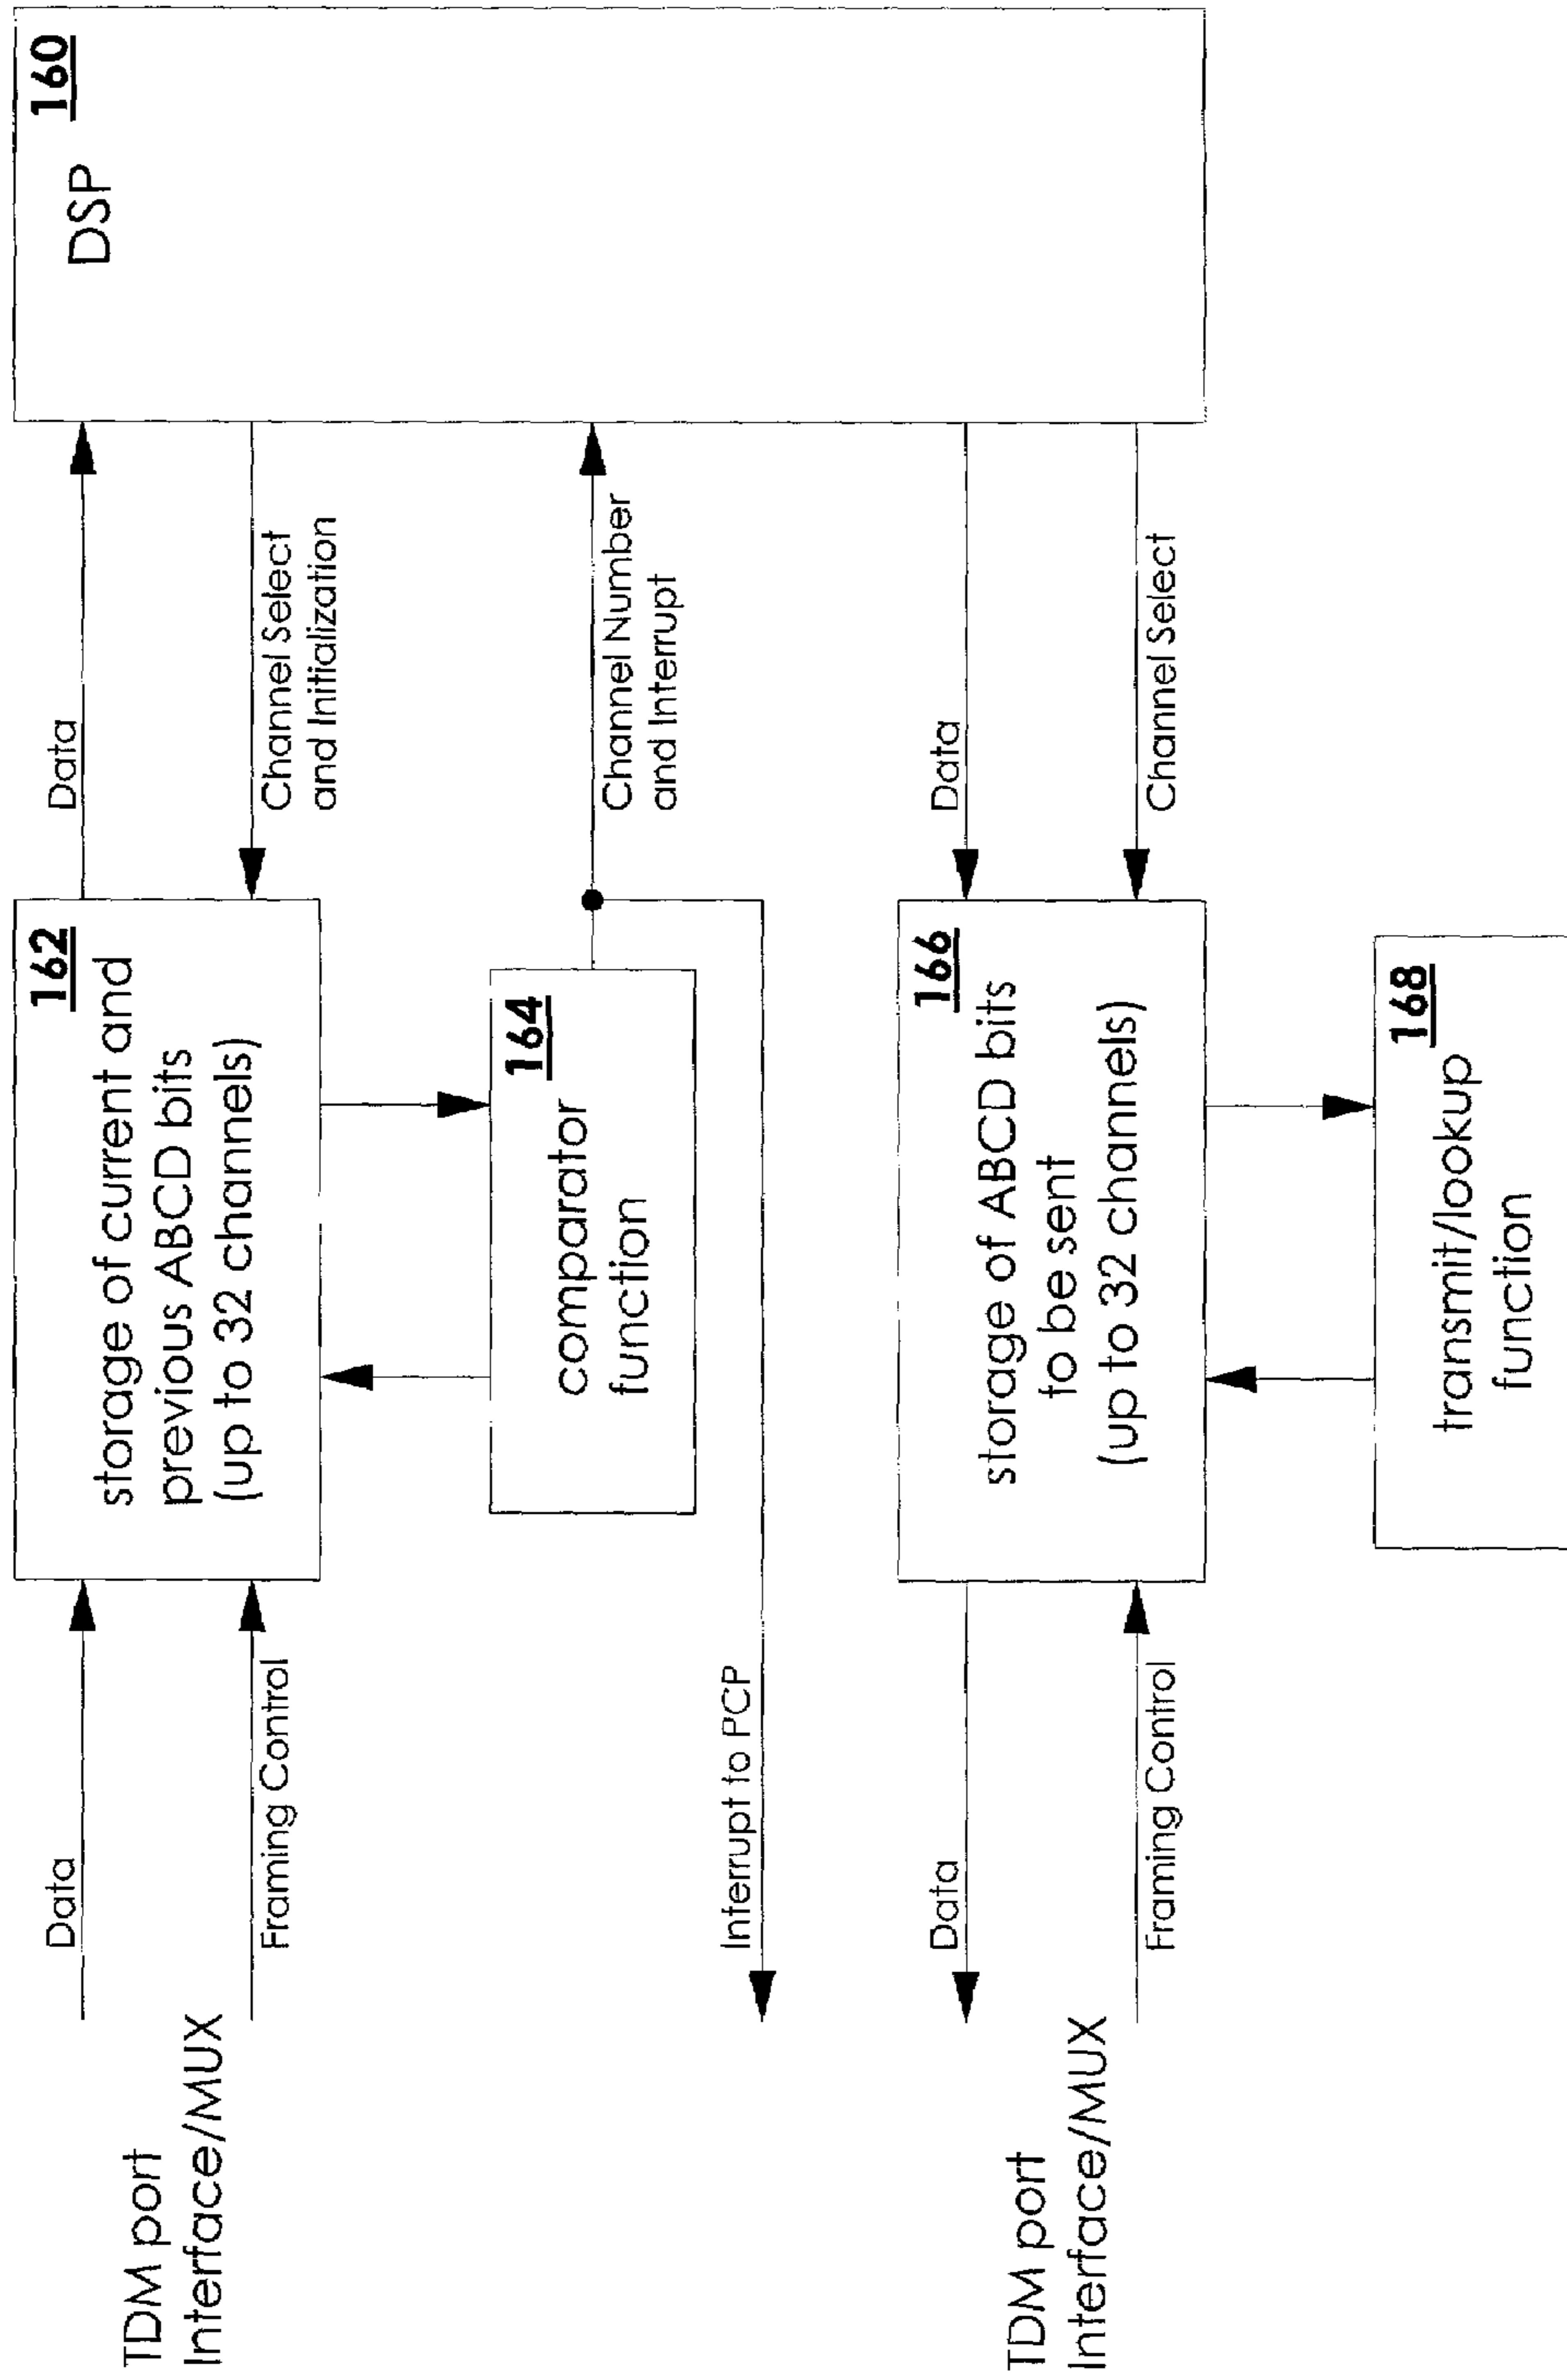 TDM port
Interface/MUX
Data
Framing Control
162
storage of current and
previous ABCD bits
(up to 32 channels)
Data
Channel Select
and Initialization
160
DSP
164
comparator
function
Channel Number
and Interrupt
Interrupt to PCP
TDM port
Interface/MUX
Data
Framing Control
166
storage of ABCD bits
to be sent
(up to 32 channels)
Data
Channel Select
168
transmit/lookup
function